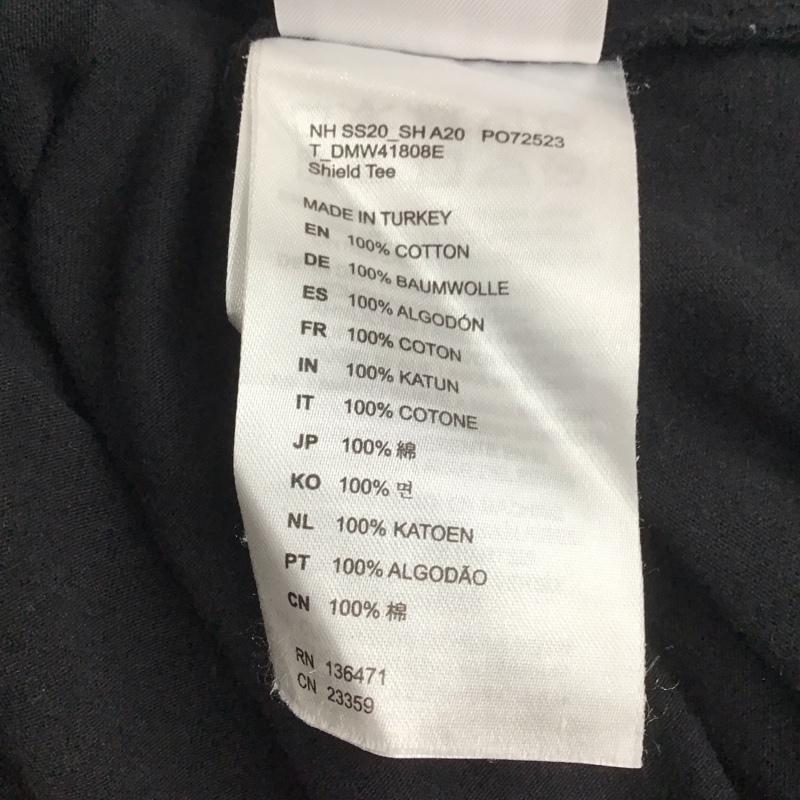 NH SS20_SH A20 PO72523
T_DMW41808E
Shield Tee
MADE IN TURKEY
EN 100% COTTON
DE 100% BAUMWOLLE
ES 100% ALGODÓN
FR 100% COTON
IN 100% KATUN
IT 100% COTONE
JP 100% 綿
KO 100% 면
NL 100% KATOEN
PT 100% ALGODÃO
CN 100% 棉
RN 136471
CN 23359